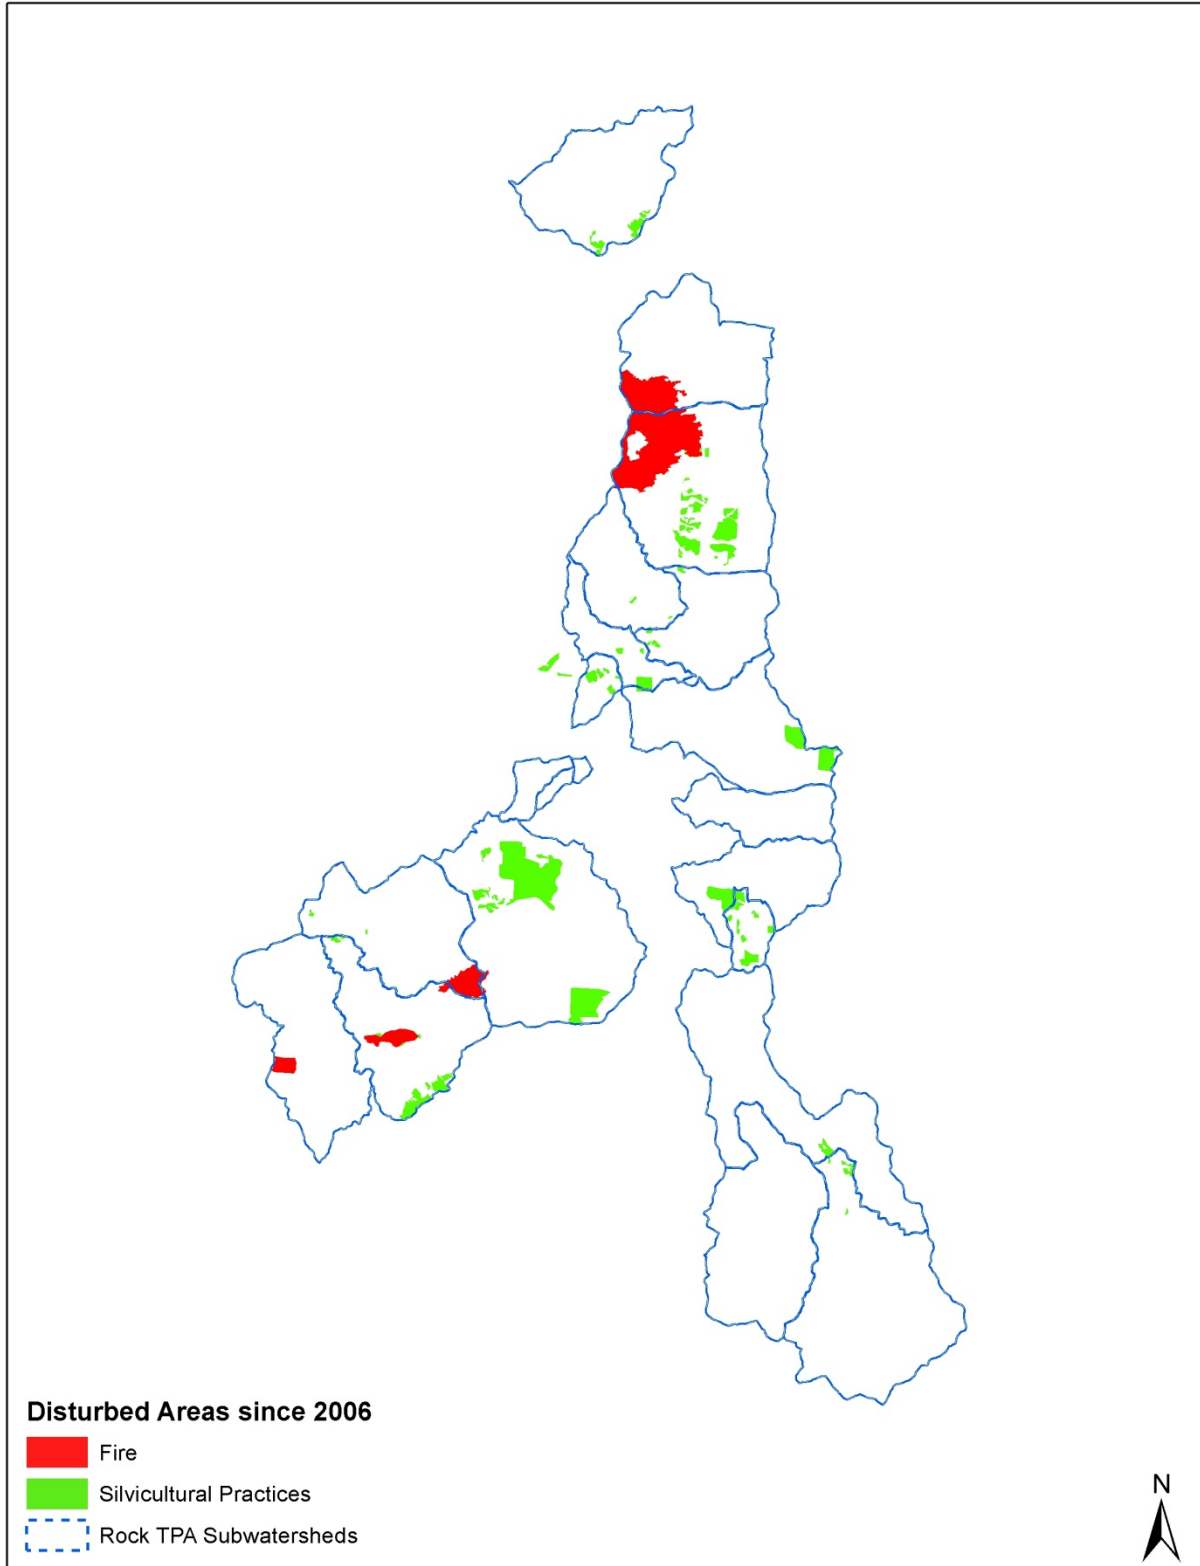 Disturbed Areas since 2006
Fire
Silvicultural Practices
Rock TPA Subwatersheds
N